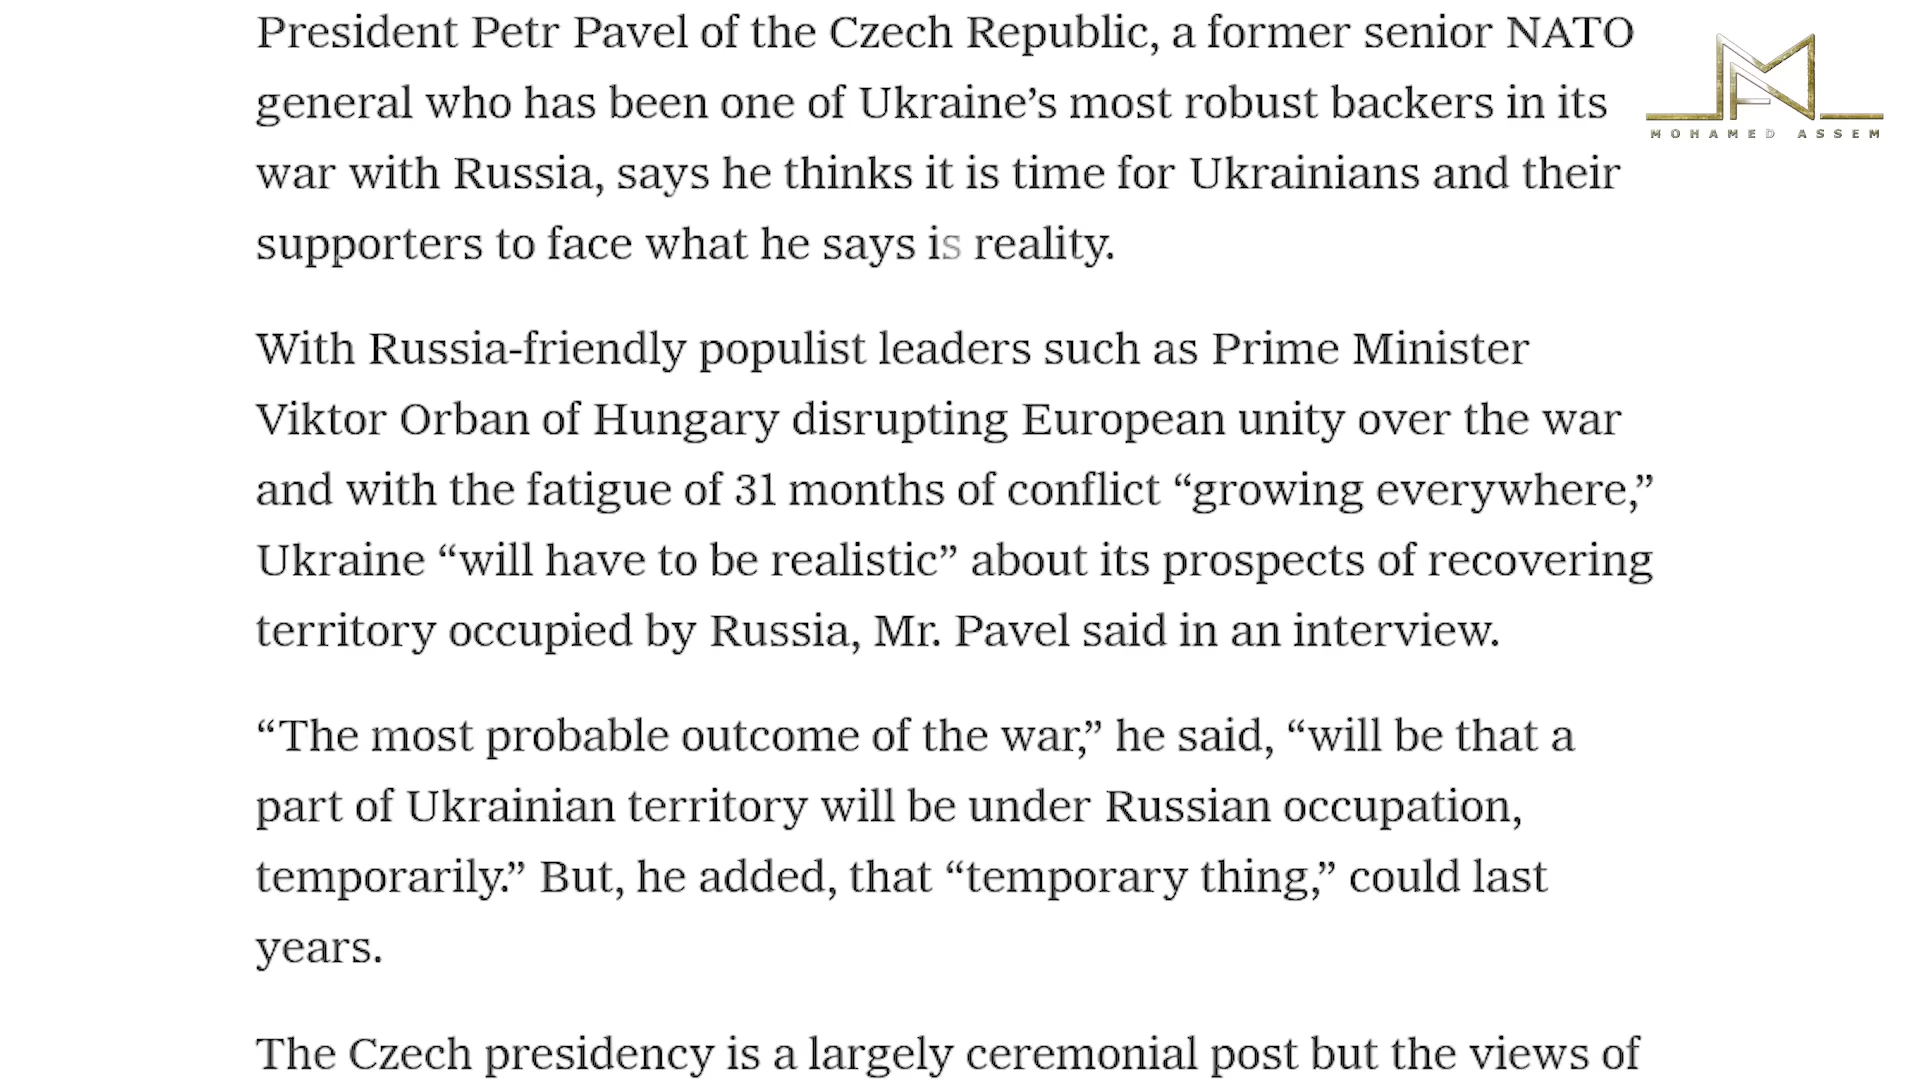 President Petr Pavel of the Czech Republic, a former senior NATO
general who has been one of Ukraine’s most robust backers in its
war with Russia, says he thinks it is time for Ukrainians and their
supporters to face what he says is reality.
MOHAMED ASSEM
With Russia-friendly populist leaders such as Prime Minister
Viktor Orban of Hungary disrupting European unity over the war
and with the fatigue of 31 months of conflict “growing everywhere,”
Ukraine “will have to be realistic” about its prospects of recovering
territory occupied by Russia, Mr. Pavel said in an interview.
“The most probable outcome of the war,” he said, “will be that a
part of Ukrainian territory will be under Russian occupation,
temporarily.” But, he added, that “temporary thing,” could last
years.
The Czech presidency is a largely ceremonial post but the views of